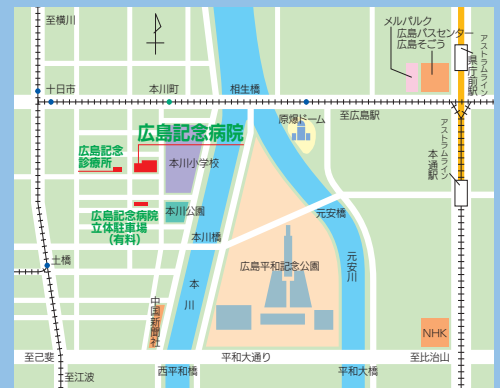 至横川
メルパルク
広島バスセンター
広島そごう
アストラムライン
県庁前駅
十日市
本川町
相生橋
至広島駅
原爆ドーム
広島記念病院
広島記念
診療所
本川小学校
アストラムライン
本通駅
広島記念病院
立体駐車場
(有料)
本川公園
元安橋
本川橋
土橋
広島平和記念公園
元安川
本川
中国新聞社
NHK
至己斐
平和大通り
至比治山
西平和橋
平和大橋
至江波